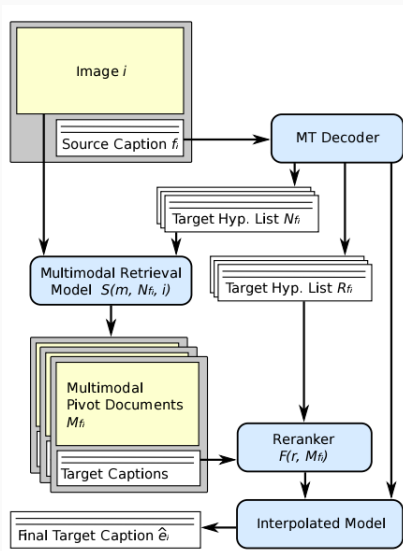 Image i
Source Caption fᵢ
MT Decoder
Target Hyp. List Nfᵢ
Multimodal Retrieval
Model S(m, Nfᵢ, i)
Target Hyp. List Rfᵢ
Multimodal
Pivot Documents
Mfᵢ
Target Captions
Reranker
F(r, Mfᵢ)
Interpolated Model
Final Target Caption êᵢ